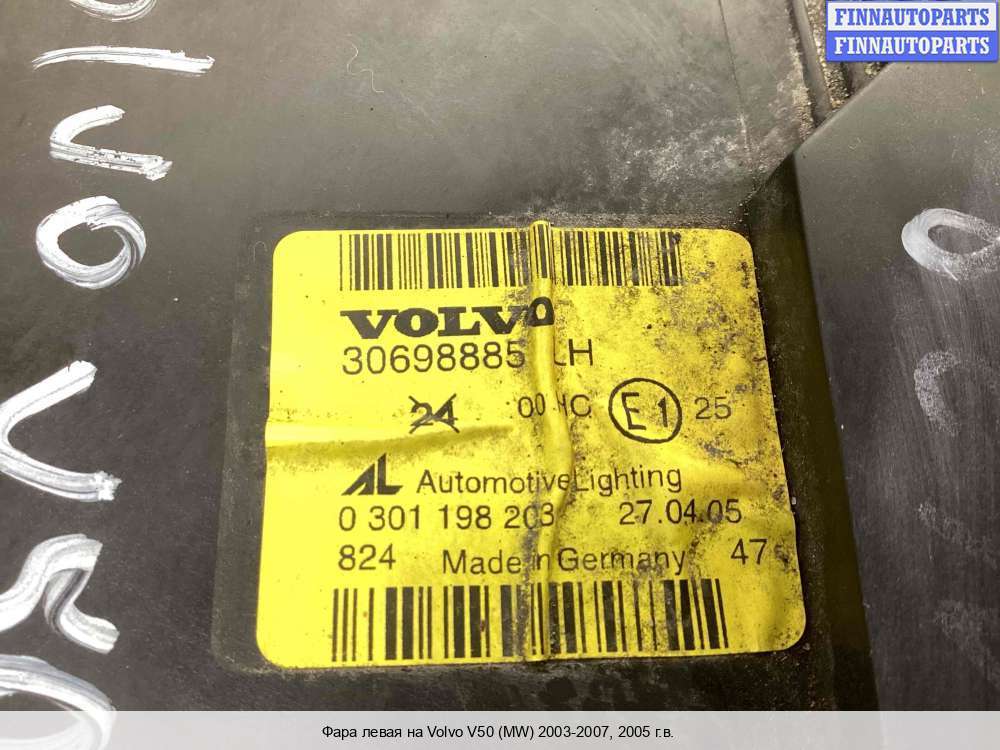 FINNAUTOPARTS
FINNAUTOPARTS
VOLVO
30698885 LH
24 00 HC E1 25
AL AutomotiveLighting
0 301 198 203 27.04.05
824 Made in Germany 47
V50
Фара левая на Volvo V50 (MW) 2003-2007, 2005 г.в.